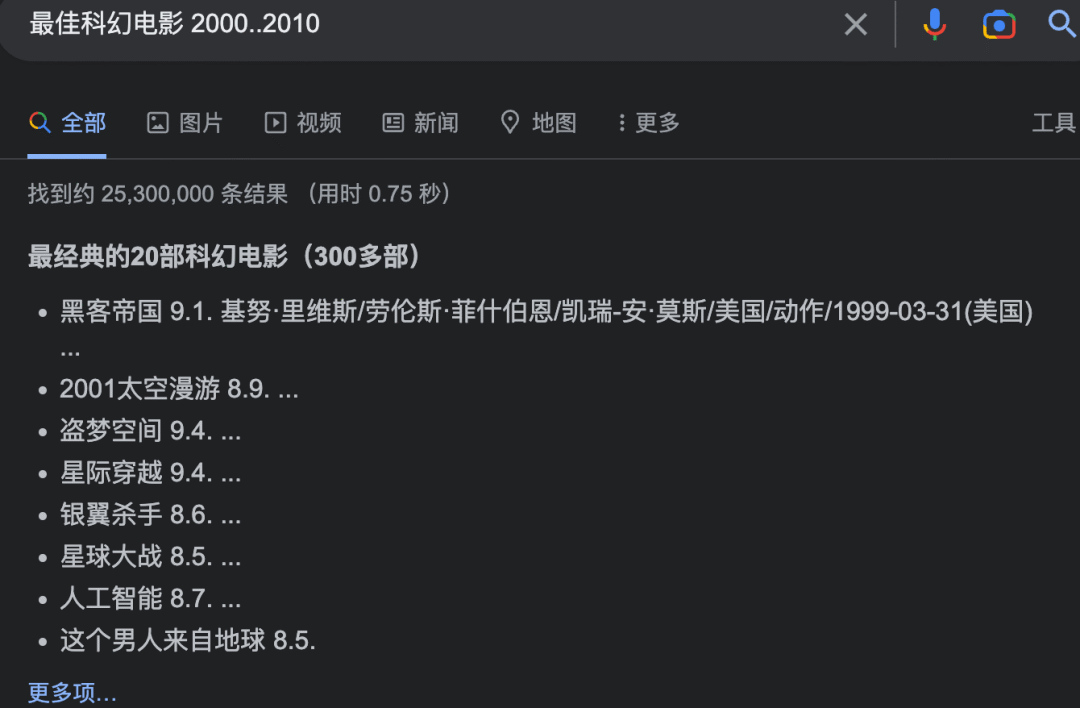 最佳科幻电影 2000..2010
全部 图片 视频 新闻 地图 更多 工具
找到约 25,300,000 条结果 （用时 0.75 秒）
最经典的20部科幻电影（300多部）
• 黑客帝国 9.1. 基努·里维斯/劳伦斯·菲什伯恩/凯瑞-安·莫斯/美国/动作/1999-03-31(美国)
...
• 2001太空漫游 8.9. ...
• 盗梦空间 9.4. ...
• 星际穿越 9.4. ...
• 银翼杀手 8.6. ...
• 星球大战 8.5. ...
• 人工智能 8.7. ...
• 这个男人来自地球 8.5.
更多项...